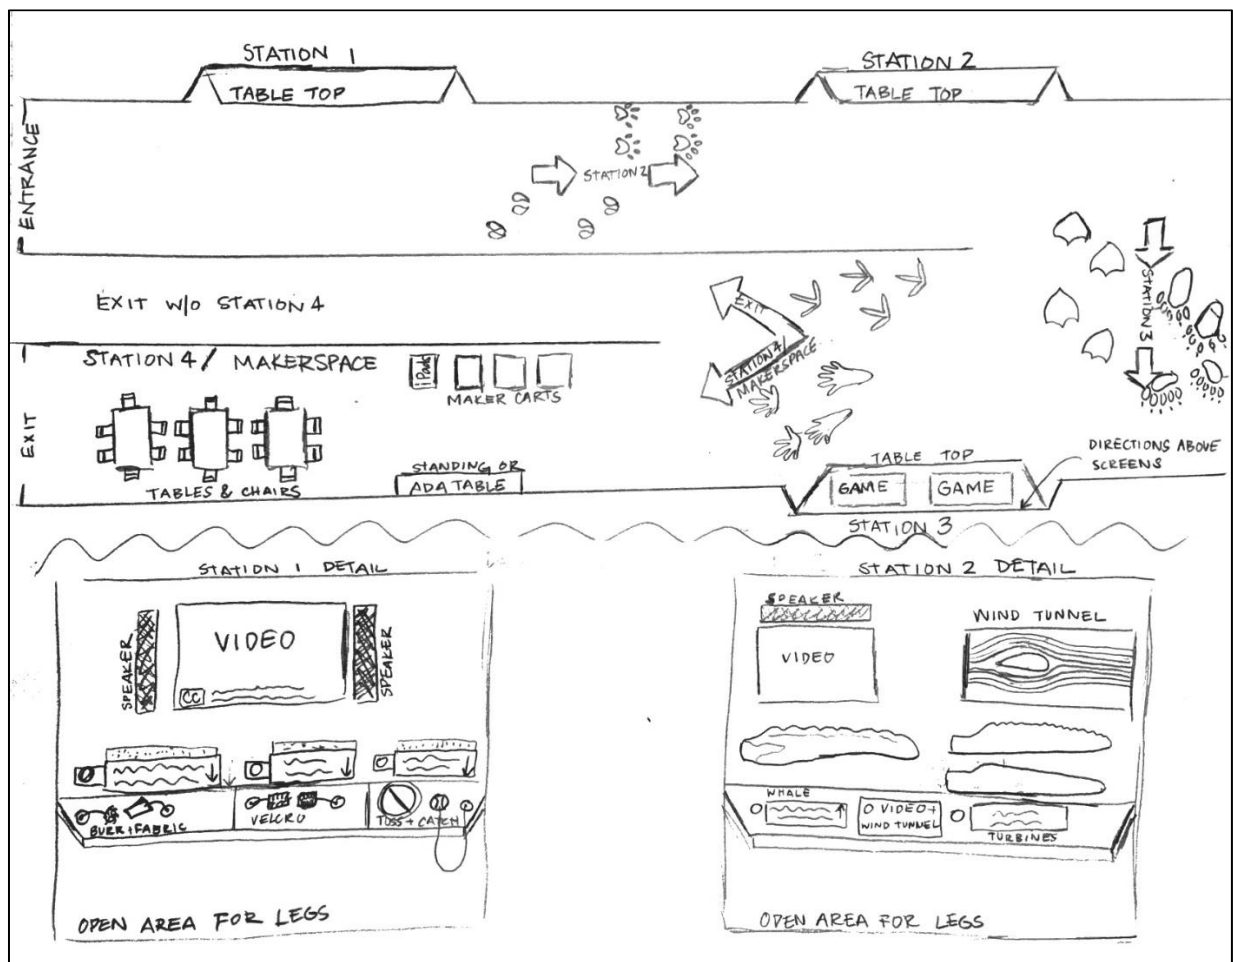 STATION 1
TABLE TOP
STATION 2
TABLE TOP
ENTRANCE
STATION 2
STATION 3
EXIT W/O STATION 4
EXIT
STATION 4/
MAKERSPACE
EXIT
STATION 4/ MAKERSPACE
iPads
MAKER CARTS
TABLES & CHAIRS
STANDING OR
ADA TABLE
TABLE TOP
GAME
GAME
STATION 3
DIRECTIONS ABOVE
SCREENS
STATION 1 DETAIL
SPEAKER
VIDEO
CC
SPEAKER
BURR + FABRIC
VELCRO
TOSS + CATCH
OPEN AREA FOR LEGS
STATION 2 DETAIL
SPEAKER
VIDEO
WIND TUNNEL
WHALE
VIDEO +
WIND TUNNEL
TURBINES
OPEN AREA FOR LEGS